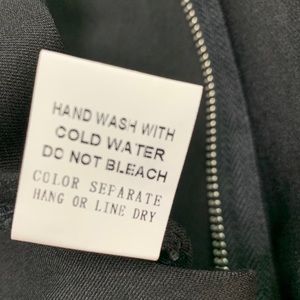 HAND WASH WITH
COLD WATER
DO NOT BLEACH
COLOR SEPARATE
HANG OR LINE DRY